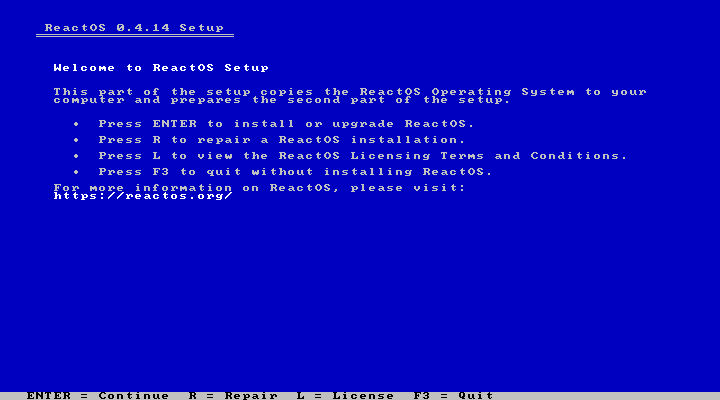 ReactOS 0.4.14 Setup
Welcome to ReactOS Setup
This part of the setup copies the ReactOS Operating System to your
computer and prepares the second part of the setup.
• Press ENTER to install or upgrade ReactOS.
• Press R to repair a ReactOS installation.
• Press L to view the ReactOS Licensing Terms and Conditions.
• Press F3 to quit without installing ReactOS.
For more information on ReactOS, please visit:
https://reactos.org/
ENTER = Continue  R = Repair  L = License  F3 = Quit